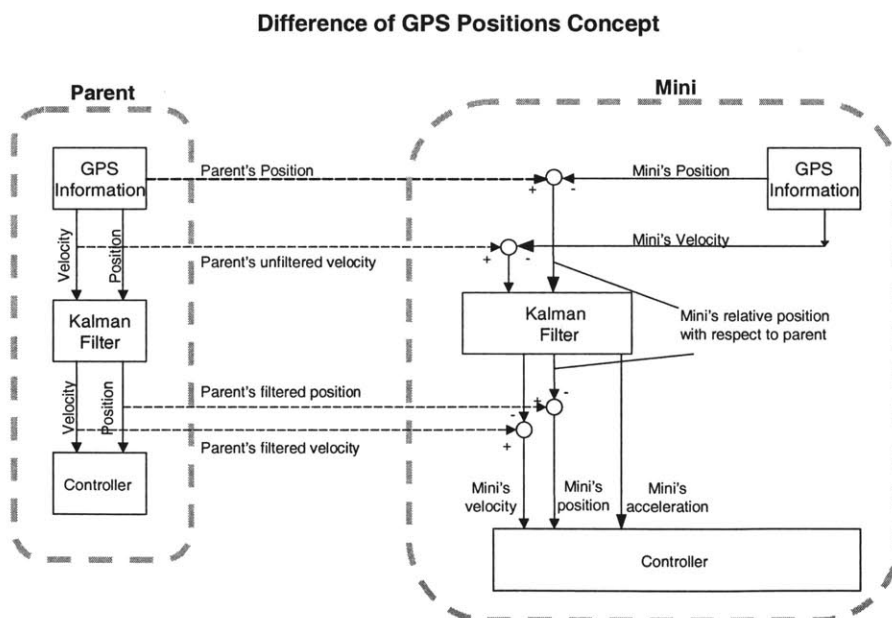 Difference of GPS Positions Concept
Parent
Mini
GPS
Information
Parent's Position
+
-
Mini's Position
GPS
Information
Velocity
Position
Parent's unfiltered velocity
+
-
Mini's Velocity
Kalman
Filter
Kalman
Filter
Mini's relative position
with respect to parent
Velocity
Position
Parent's filtered position
+
-
Parent's filtered velocity
+
-
Controller
Mini's
velocity
Mini's
position
Mini's
acceleration
Controller